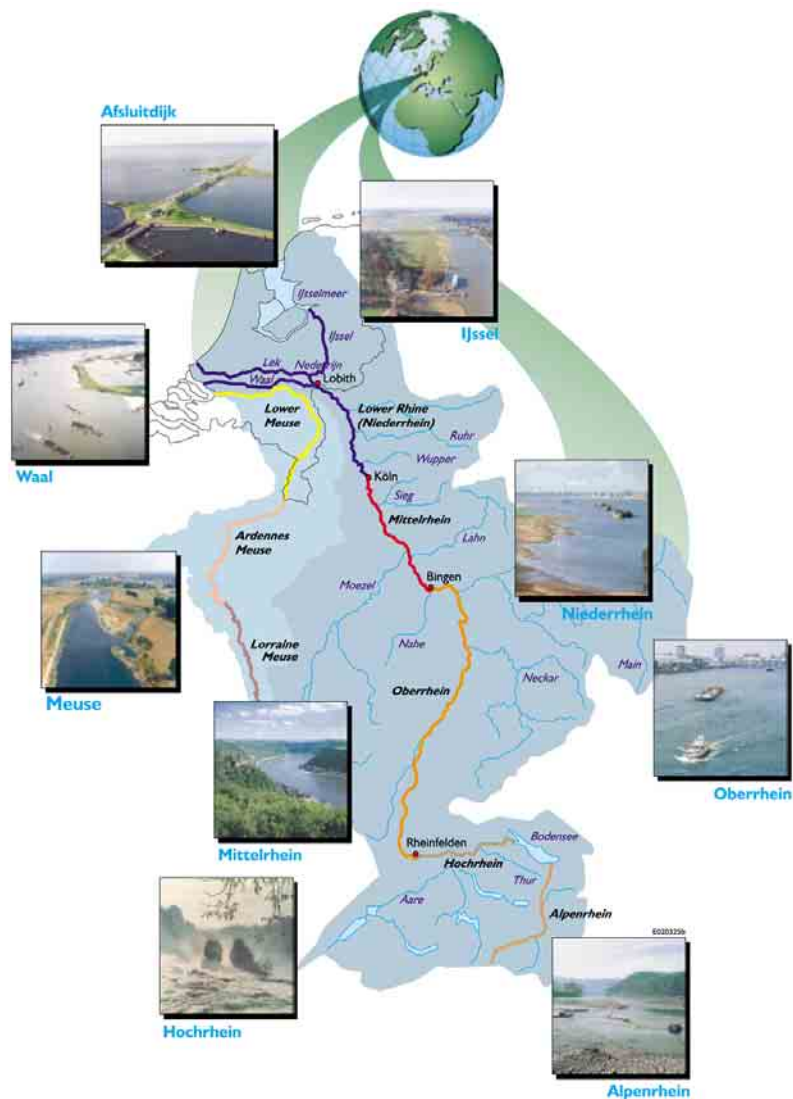 Afsluitdijk
IJsselmeer
IJssel
IJssel
Lek
Nederrijn
Waal
Lobith
Waal
Lower
Meuse
Lower Rhine
(Niederrhein)
Ruhr
Wupper
Köln
Sieg
Mittelrhein
Ardennes
Meuse
Lahn
Moezel
Bingen
Niederrhein
Nahe
Lorraine
Meuse
Main
Neckar
Oberrhein
Meuse
Oberrhein
Mittelrhein
Rheinfelden
Bodensee
Hochrhein
Thur
Aare
Alpenrhein
E020325b
Hochrhein
Alpenrhein